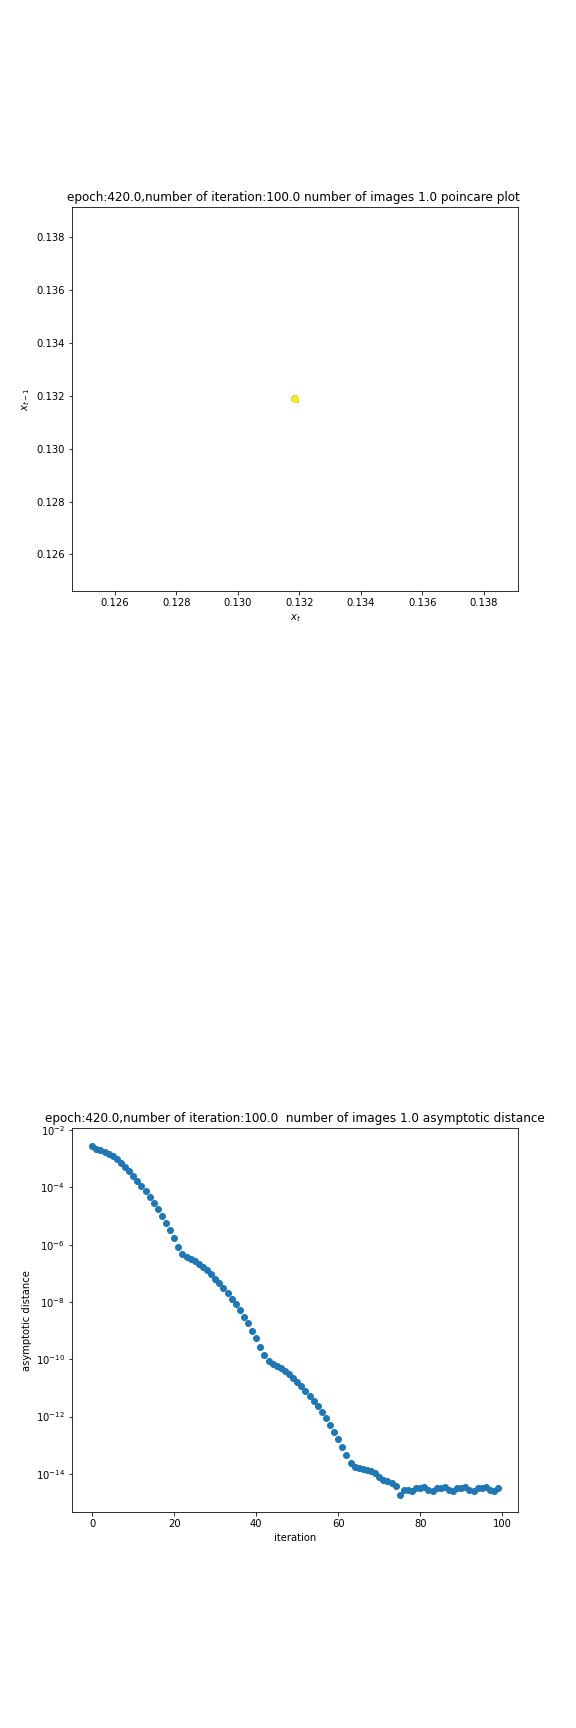 epoch:420.0,number of iteration:100.0 number of images 1.0 poincare plot
0.138
0.136
0.134
0.132
0.130
0.128
0.126
x_{t-1}
0.126 0.128 0.130 0.132 0.134 0.136 0.138
x_t
epoch:420.0,number of iteration:100.0  number of images 1.0 asymptotic distance
10^{-2}
10^{-4}
10^{-6}
10^{-8}
10^{-10}
10^{-12}
10^{-14}
asymptotic distance
0 20 40 60 80 100
iteration